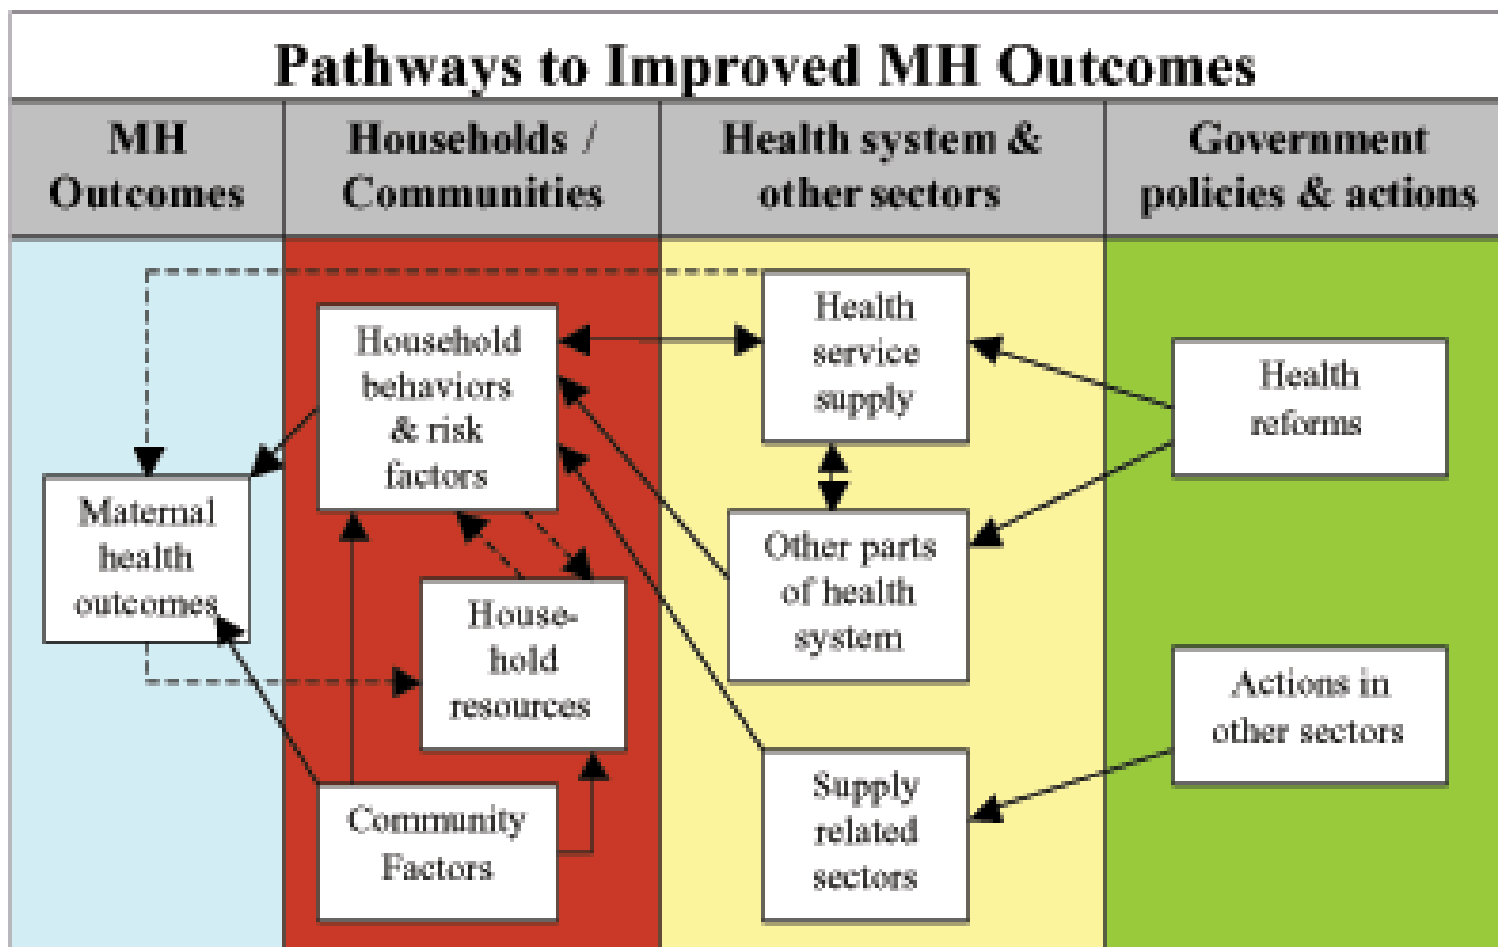 Pathways to Improved MH Outcomes
MH
Outcomes
Households /
Communities
Health system &
other sectors
Government
policies & actions
Health
service
supply
Household
behaviors
& risk
factors
Health
reforms
Maternal
health
outcomes
Other parts
of health
system
House-
hold
resources
Actions in
other sectors
Supply
related
sectors
Community
Factors